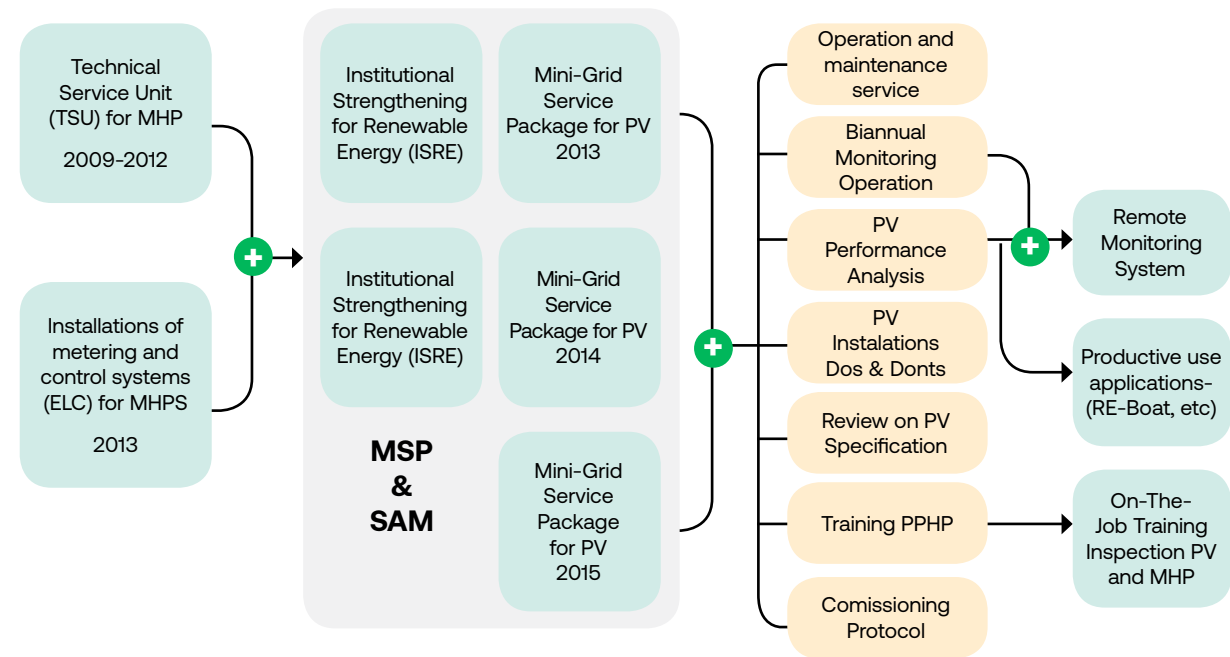 Technical
Service Unit
(TSU) for MHP
2009-2012
Installations of
metering and
control systems
(ELC) for MHPS
2013
Institutional
Strengthening
for Renewable
Energy (ISRE)
Mini-Grid
Service
Package for PV
2013
Institutional
Strengthening
for Renewable
Energy (ISRE)
Mini-Grid
Service
Package for PV
2014
MSP
&
SAM
Mini-Grid
Service
Package
for PV
2015
Operation and
maintenance
service
Biannual
Monitoring
Operation
PV
Performance
Analysis
PV
Instalations
Dos & Donts
Review on PV
Specification
Training PPHP
Comissioning
Protocol
Remote
Monitoring
System
Productive use
applications-
(RE-Boat, etc)
On-The-
Job Training
Inspection PV
and MHP